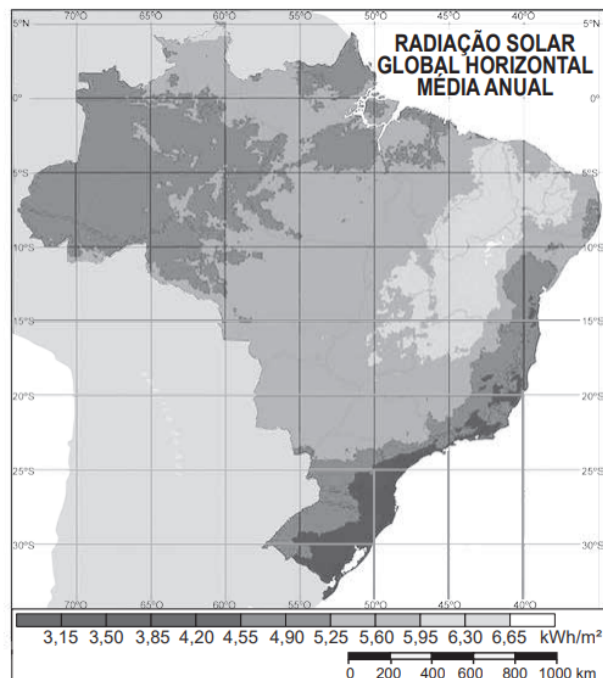 70°O 65°O 60°O 55°O 50°O 45°O 40°O
5°N 5°N
RADIAÇÃO SOLAR
GLOBAL HORIZONTAL
MÉDIA ANUAL
0° 0°
5°S 5°S
10°S 10°S
15°S 15°S
20°S 20°S
25°S 25°S
30°S 30°S
70°O 65°O 60°O 55°O 50°O 45°O 40°O
3,15 3,50 3,85 4,20 4,55 4,90 5,25 5,60 5,95 6,30 6,65 kWh/m²
0 200 400 600 800 1000 km